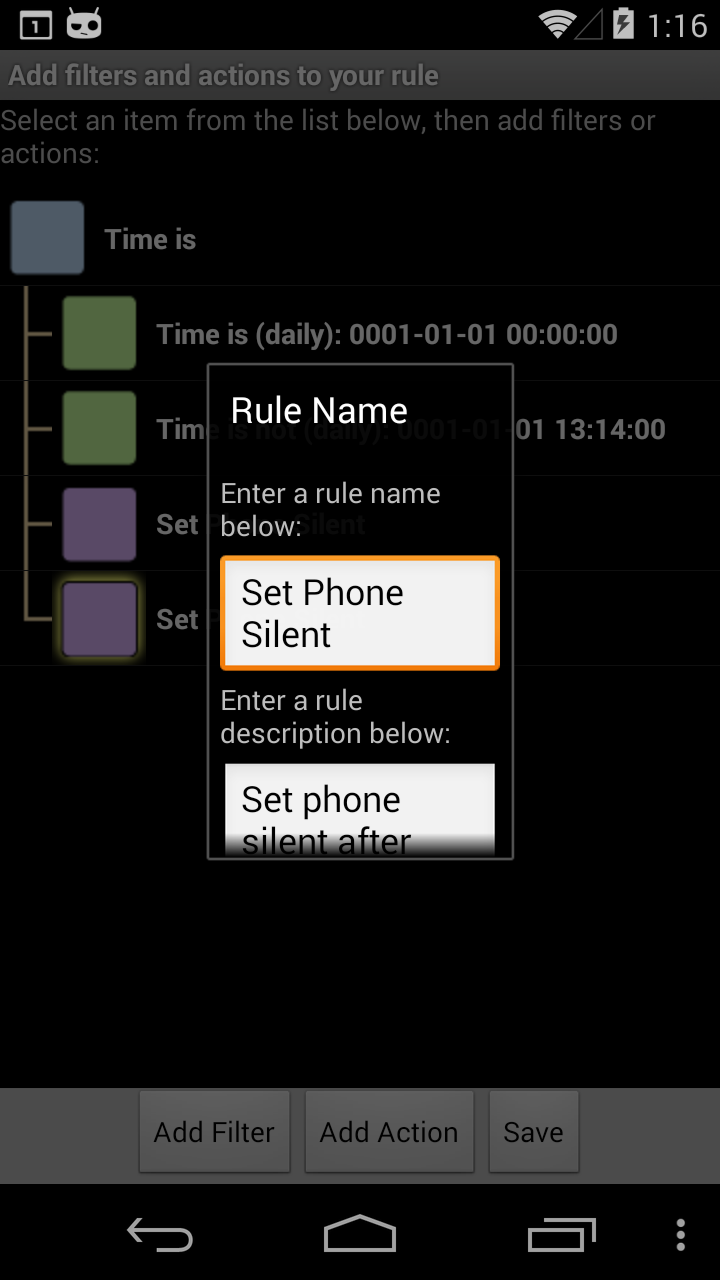 1
1:16
Add filters and actions to your rule
Select an item from the list below, then add filters or
actions:
Time is
Time is (daily): 0001-01-01 00:00:00
Time is not (daily): 0001-01-01 13:14:00
Set Phone Silent
Set
Rule Name
Enter a rule name
below:
Set Phone
Silent
Enter a rule
description below:
Set phone
silent after
Add Filter
Add Action
Save